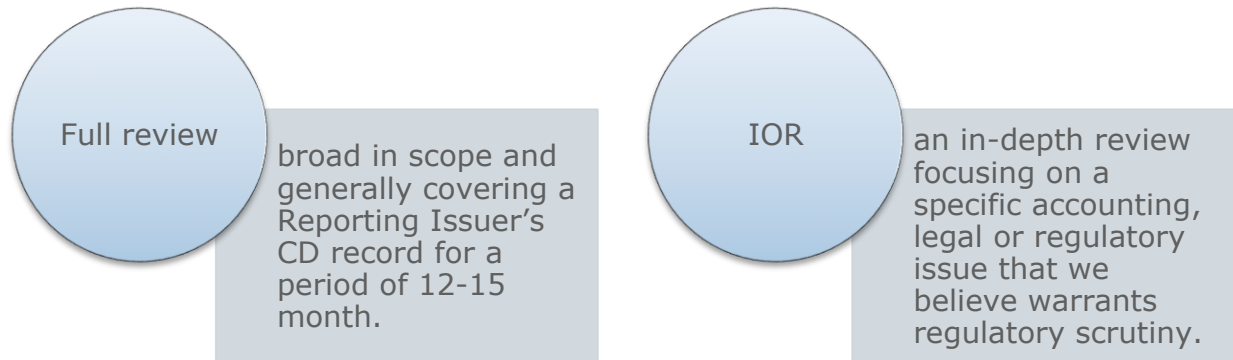 Full review
broad in scope and
generally covering a
Reporting Issuer’s
CD record for a
period of 12-15
month.
IOR
an in-depth review
focusing on a
specific accounting,
legal or regulatory
issue that we
believe warrants
regulatory scrutiny.